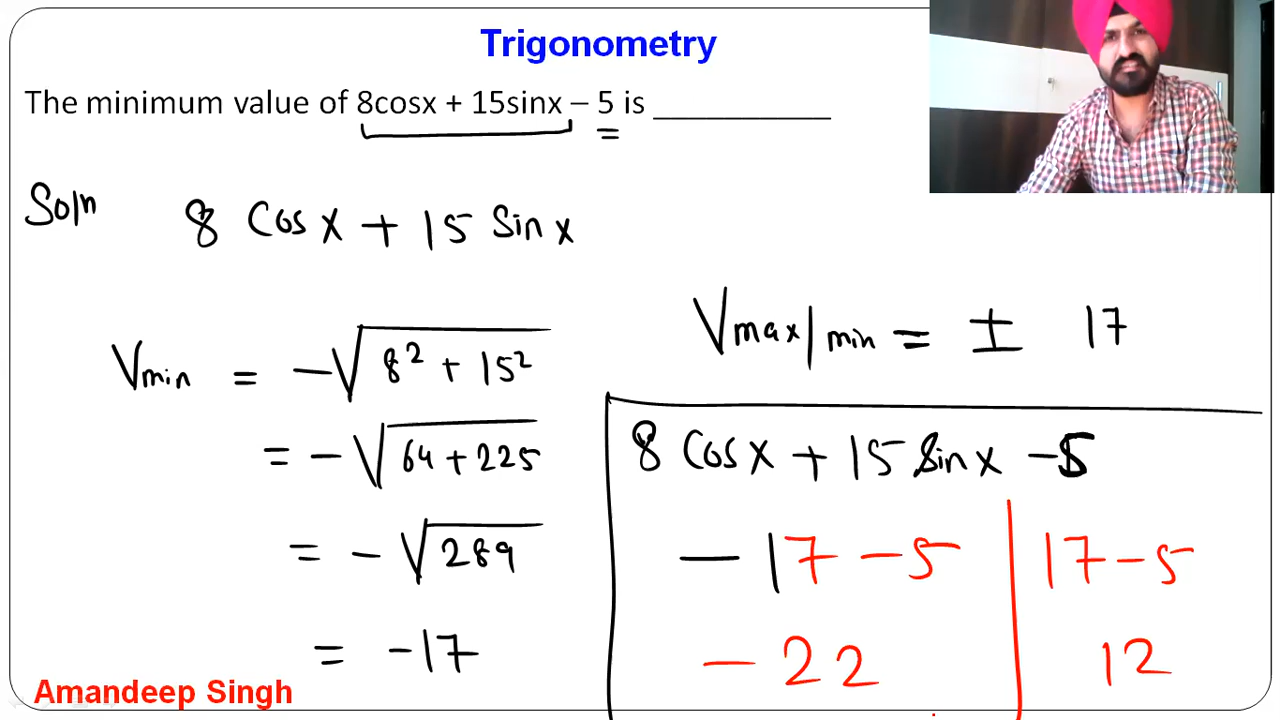 Trigonometry
The minimum value of 8cosx + 15sinx – 5 is ___________
Soln
8 Cos x + 15 Sin x
Vmin = -√(8² + 15²)
= -√(64 + 225)
= -√289
= -17
Vmax/min = ± 17
8 Cos x + 15 Sin x - 5
-17 - 5 | 17 - 5
-22 | 12
Amandeep Singh